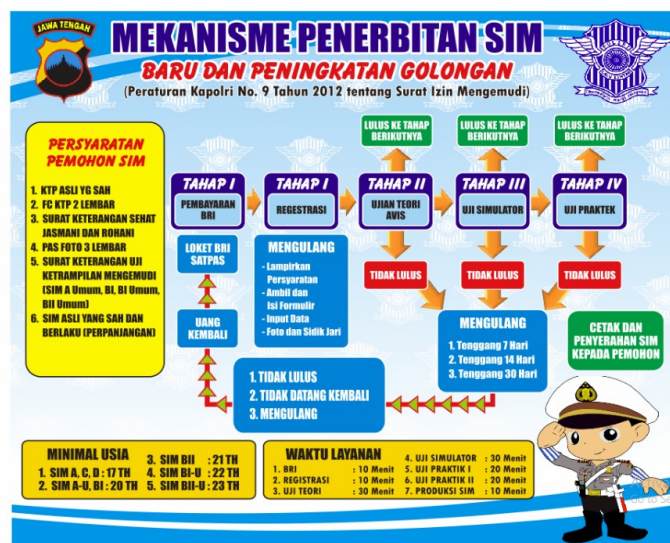 JAWA TENGAH
MEKANISME PENERBITAN SIM
BARU DAN PENINGKATAN GOLONGAN
(Peraturan Kapolri No. 9 Tahun 2012 tentang Surat Izin Mengemudi)
PERSYARATAN
PEMOHON SIM
1. KTP ASLI YG SAH
2. FC KTP 2 LEMBAR
3. SURAT KETERANGAN SEHAT
JASMANI DAN ROHANI
4. PAS FOTO 3 LEMBAR
5. SURAT KETERANGAN UJI
KETRAMPILAN MENGEMUDI
(SIM A Umum, BI, BI Umum,
BII Umum)
6. SIM ASLI YANG SAH DAN
BERLAKU (PERPANJANGAN)
LULUS KE TAHAP
BERIKUTNYA
LULUS KE TAHAP
BERIKUTNYA
LULUS KE TAHAP
BERIKUTNYA
TAHAP I
PEMBAYARAN
BRI
TAHAP I
REGESTRASI
TAHAP II
UJIAN TEORI
AVIS
TAHAP III
UJI SIMULATOR
TAHAP IV
UJI PRAKTEK
LOKET BRI
SATPAS
UANG
KEMBALI
MENGULANG
- Lampirkan
Persyaratan
- Ambil dan
Isi Formulir
- Input Data
- Foto dan Sidik Jari
TIDAK LULUS
TIDAK LULUS
TIDAK LULUS
MENGULANG
1. Tenggang 7 Hari
2. Tenggang 14 Hari
3. Tenggang 30 Hari
CETAK DAN
PENYERAHAN SIM
KEPADA PEMOHON
1. TIDAK LULUS
2. TIDAK DATANG KEMBALI
3. MENGULANG
MINIMAL USIA
1. SIM A, C, D : 17 TH
2. SIM A-U, BI : 20 TH
3. SIM BII : 21 TH
4. SIM BI-U : 22 TH
5. SIM BII-U : 23 TH
WAKTU LAYANAN
1. BRI : 10 Menit
2. REGISTRASI : 10 Menit
3. UJI TEORI : 30 Menit
4. UJI SIMULATOR : 30 Menit
5. UJI PRAKTIK I : 20 Menit
6. UJI PRAKTIK II : 20 Menit
7. PRODUKSI SIM : 10 Menit